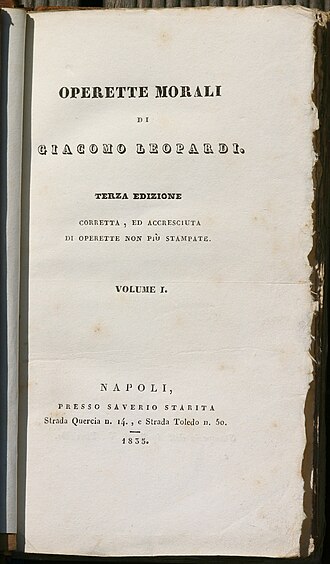 OPERETTE MORALI
DI
GIACOMO LEOPARDI.
TERZA EDIZIONE
CORRETTA, ED ACCRESCIUTA
DI OPERETTE NON PIÙ STAMPATE.
VOLUME I.
NAPOLI,
PRESSO SAVERIO STARITA
Strada Quercia n. 14., e Strada Toledo n. 50.
1835.